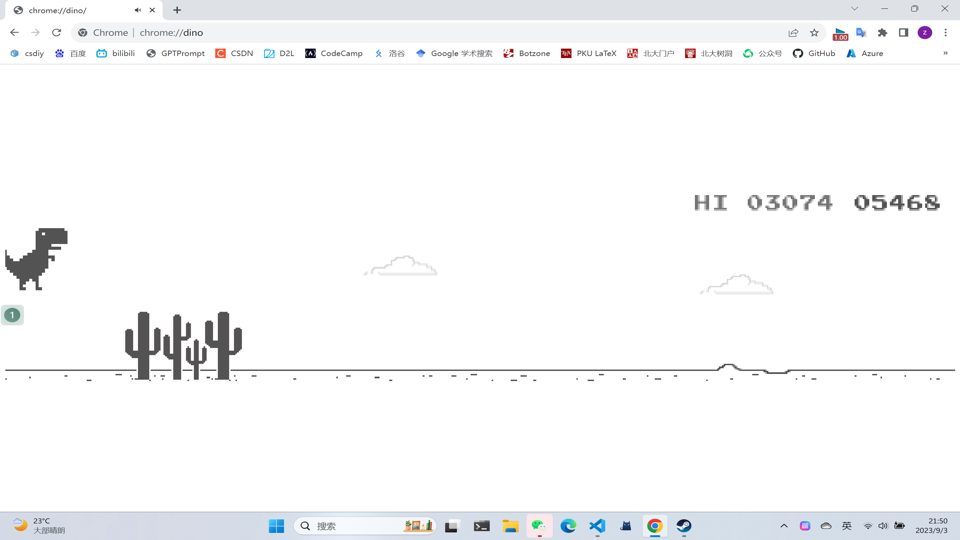 chrome://dino/
Chrome | chrome://dino
1.00
z
csdiy 百度 bilibili GPTPrompt CSDN D2L CodeCamp 洛谷 Google 学术搜索 Botzone PKU LaTeX 北大门户 北大树洞 公众号 GitHub Azure »
HI 03074 05468
1
23°C
大部晴朗
搜索
英
21:50
2023/9/3